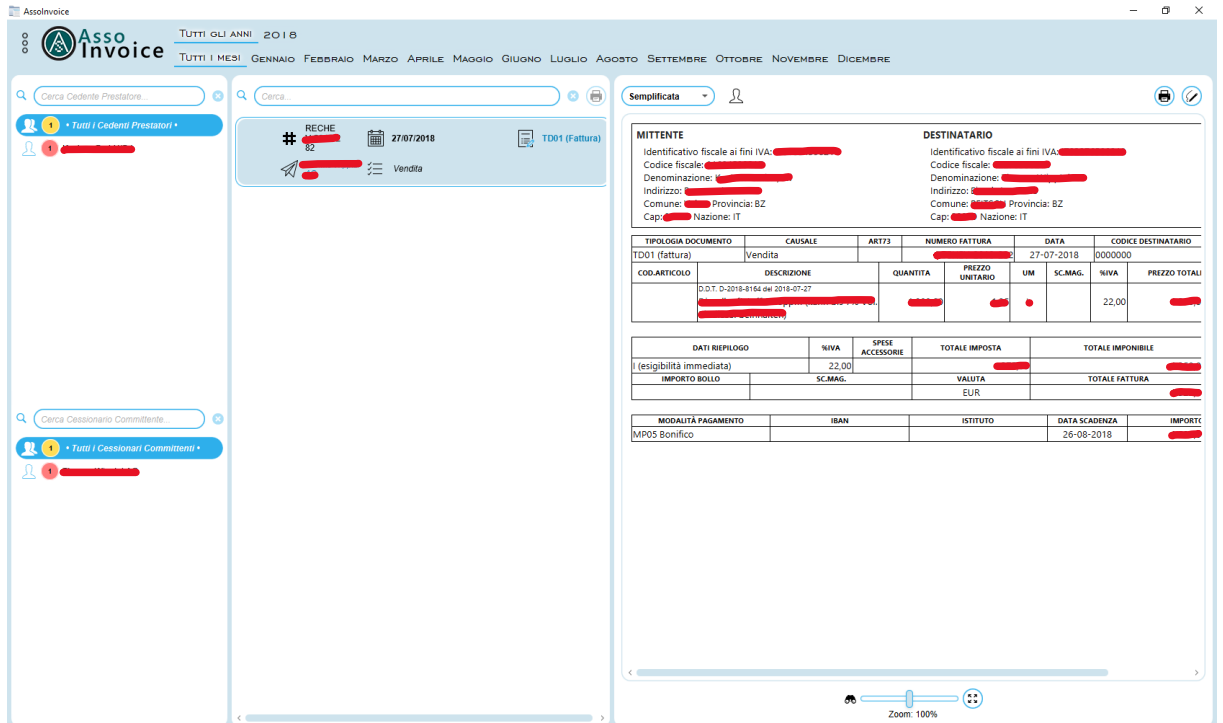 AssoInvoice
Asso
Invoice
Tutti gli anni 2018
Tutti i mesi Gennaio Febbraio Marzo Aprile Maggio Giugno Luglio Agosto Settembre Ottobre Novembre Dicembre
Cerca Cedente Prestatore...
1 • Tutti i Cedenti Prestatori •
1
Cerca Cessionario Committente...
1 • Tutti i Cessionari Committenti •
1
Cerca...
# RECHE
82
27/07/2018
TD01 (Fattura)
Vendita
Semplificata
MITTENTE
Identificativo fiscale ai fini IVA:
Codice fiscale:
Denominazione:
Indirizzo:
Comune: Provincia: BZ
Cap: Nazione: IT
DESTINATARIO
Identificativo fiscale ai fini IVA:
Codice fiscale:
Denominazione:
Indirizzo:
Comune: Provincia: BZ
Cap: Nazione: IT
TIPOLOGIA DOCUMENTO CAUSALE ART73 NUMERO FATTURA DATA CODICE DESTINATARIO
TD01 (fattura) Vendita 2 27-07-2018 0000000
COD.ARTICOLO DESCRIZIONE QUANTITA PREZZO UNITARIO UM SC.MAG. %IVA PREZZO TOTAL
D.D.T. D-2018-8164 del 2018-07-27
22,00
DATI RIEPILOGO %IVA SPESE ACCESSORIE TOTALE IMPOSTA TOTALE IMPONIBILE
I (esigibilità immediata) 22,00
IMPORTO BOLLO SC.MAG. VALUTA TOTALE FATTURA
EUR
MODALITÀ PAGAMENTO IBAN ISTITUTO DATA SCADENZA IMPORTO
MP05 Bonifico 26-08-2018
Zoom: 100%